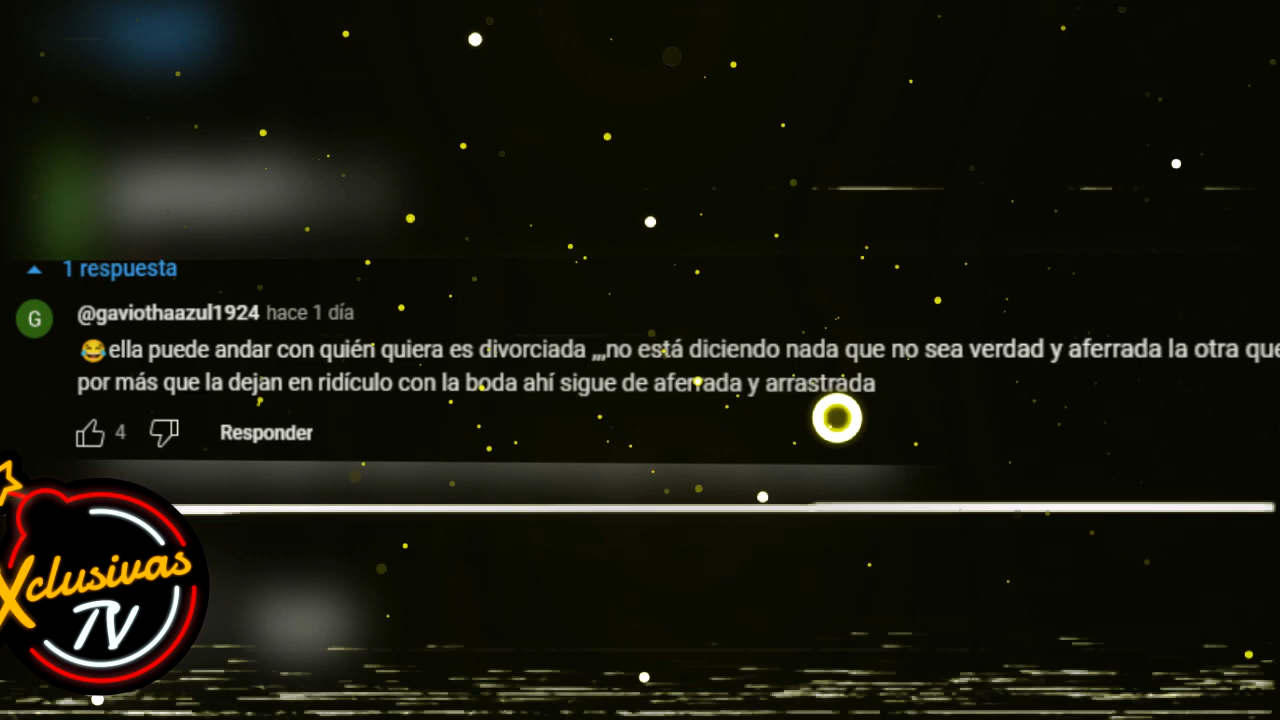 1 respuesta
G
@gaviothaazul1924 hace 1 día
😂ella puede andar con quién quiera es divorciada ,,,no está diciendo nada que no sea verdad y aferrada la otra que
por más que la dejan en ridículo con la boda ahí sigue de aferrada y arrastrada
4
Responder
Xclusivas
TV